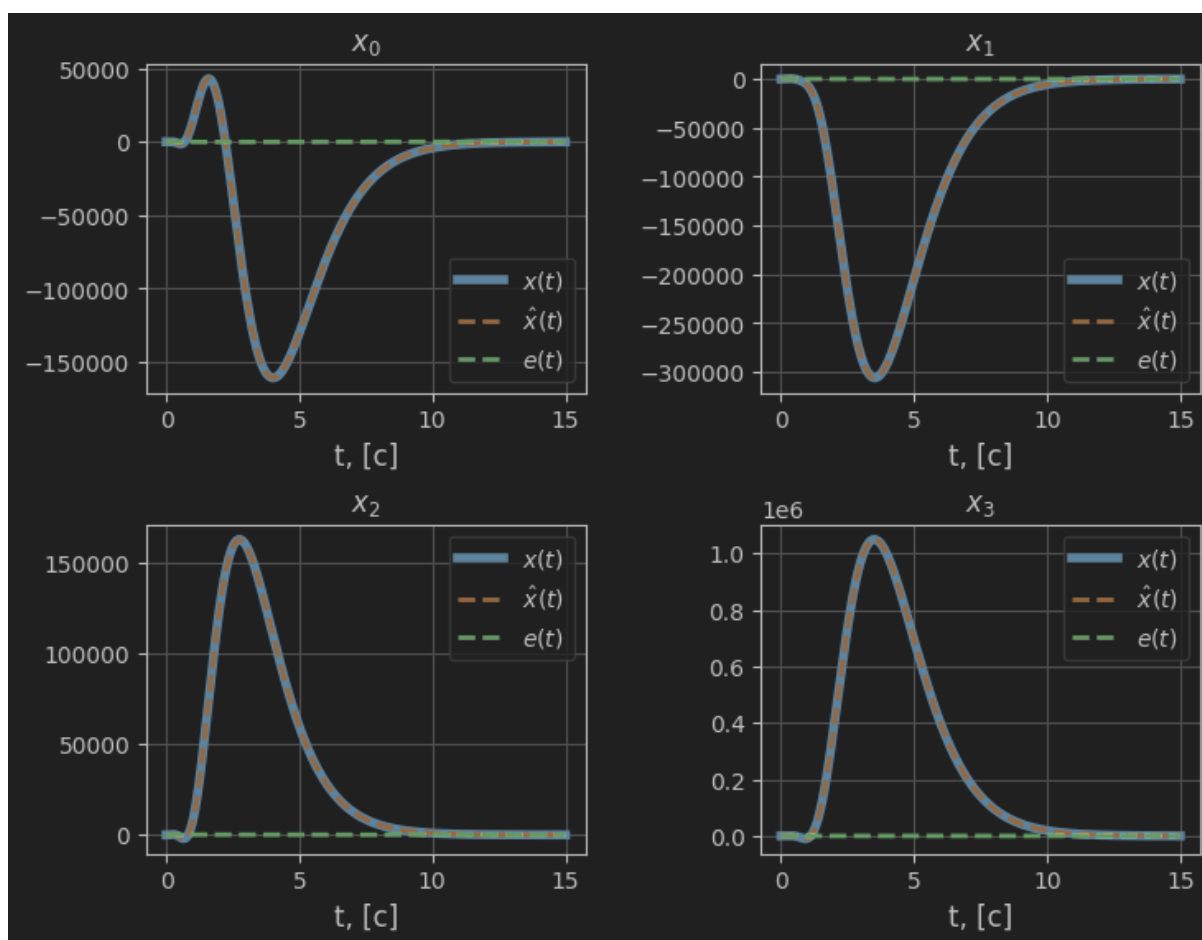 x₀
50000
0
−50000
−100000
−150000
x(t)
x̂(t)
e(t)
0 5 10 15
t, [c]
x₁
0
−50000
−100000
−150000
−200000
−250000
−300000
x(t)
x̂(t)
e(t)
0 5 10 15
t, [c]
x₂
150000
100000
50000
0
x(t)
x̂(t)
e(t)
0 5 10 15
t, [c]
x₃
1e6
1.0
0.8
0.6
0.4
0.2
0.0
x(t)
x̂(t)
e(t)
0 5 10 15
t, [c]